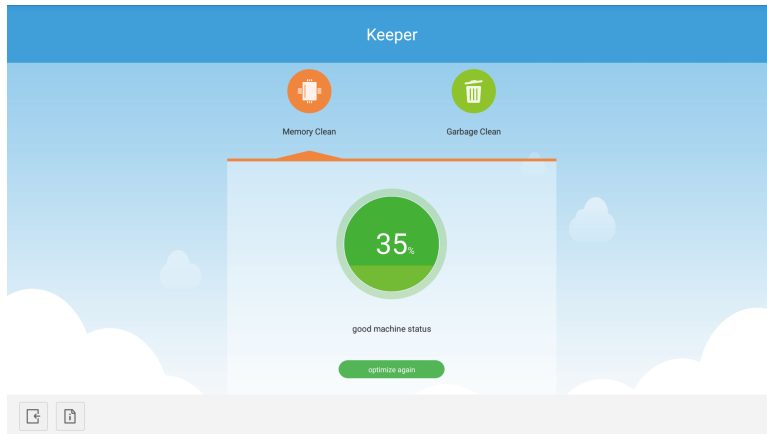 Keeper
Memory Clean
Garbage Clean
35%
good machine status
optimize again